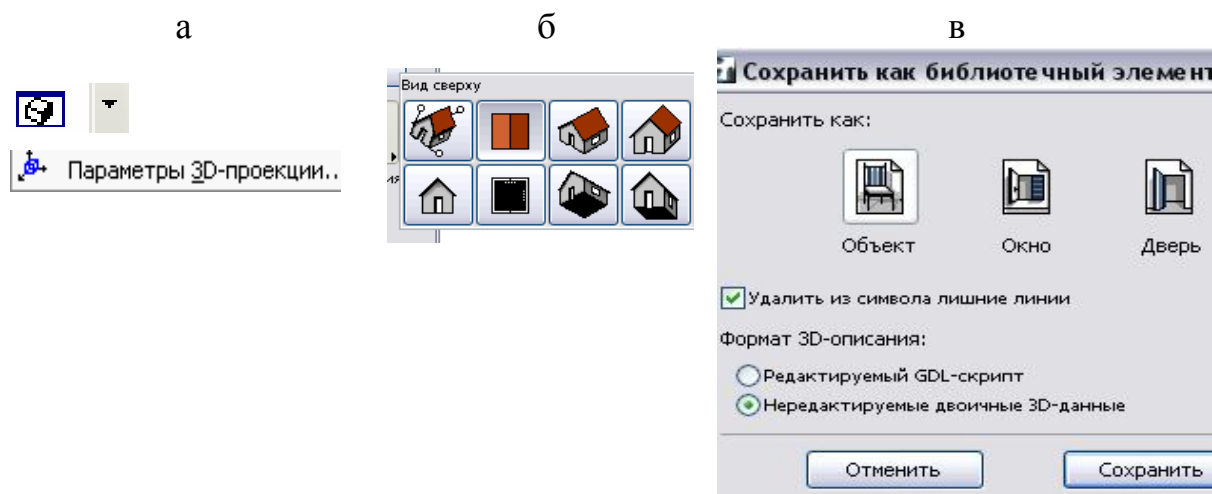 а
б
в
Вид сверху
Параметры 3D-проекции..
Сохранить как библиотечный элемент
Сохранить как:
Объект
Окно
Дверь
Удалить из символа лишние линии
Формат 3D-описания:
Редактируемый GDL-скрипт
Нередактируемые двоичные 3D-данные
Отменить
Сохранить